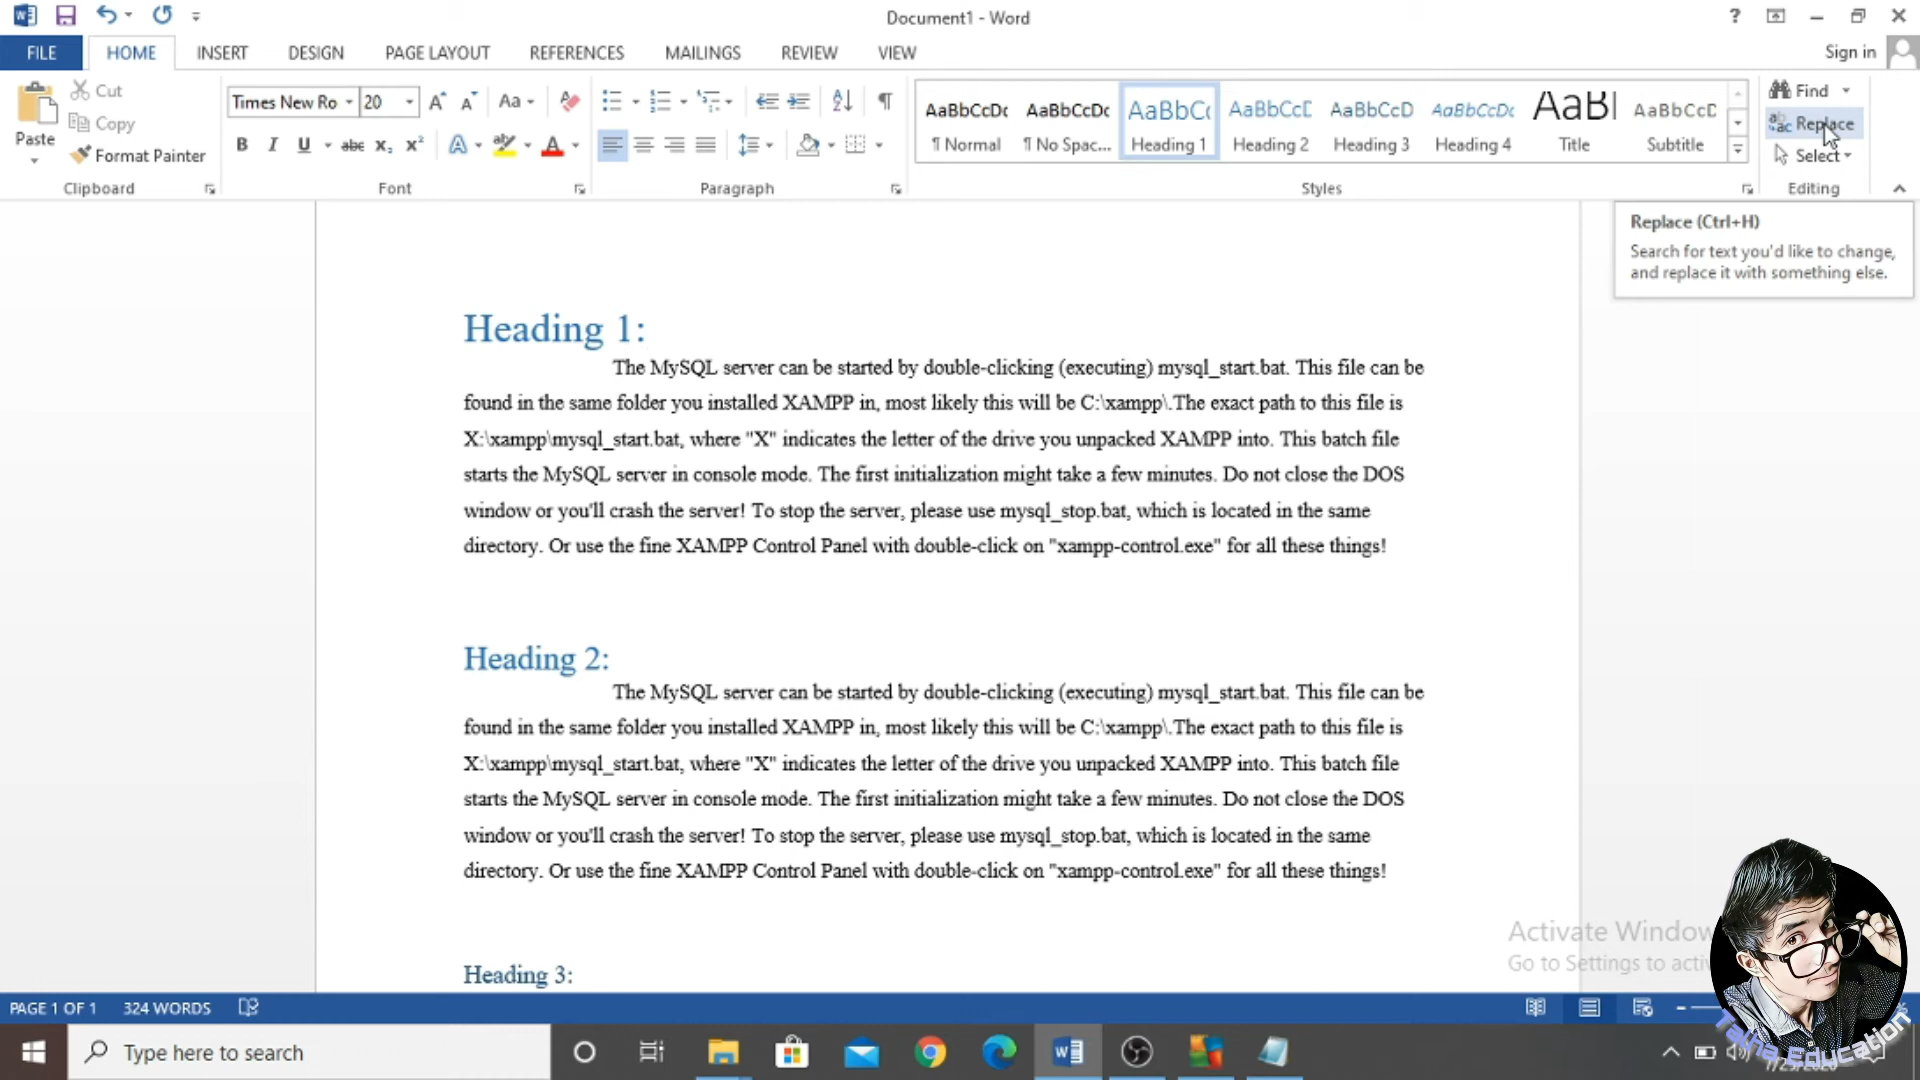 Document1 - Word
?
FILE HOME INSERT DESIGN PAGE LAYOUT REFERENCES MAILINGS REVIEW VIEW Sign in
Paste
Cut
Copy
Format Painter
Clipboard
Times New Ro 20
Font
Paragraph
AaBbCcDc AaBbCcDc AaBbC( AaBbCcE AaBbCcD AaBbCcDc AaB AaBbCcD
¶ Normal ¶ No Spac... Heading 1 Heading 2 Heading 3 Heading 4 Title Subtitle
Styles
Find
Replace
Select
Editing
Replace (Ctrl+H)
Search for text you'd like to change,
and replace it with something else.
Heading 1:
The MySQL server can be started by double-clicking (executing) mysql_start.bat. This file can be
found in the same folder you installed XAMPP in, most likely this will be C:\xampp\.The exact path to this file is
X:\xampp\mysql_start.bat, where "X" indicates the letter of the drive you unpacked XAMPP into. This batch file
starts the MySQL server in console mode. The first initialization might take a few minutes. Do not close the DOS
window or you'll crash the server! To stop the server, please use mysql_stop.bat, which is located in the same
directory. Or use the fine XAMPP Control Panel with double-click on "xampp-control.exe" for all these things!
Heading 2:
The MySQL server can be started by double-clicking (executing) mysql_start.bat. This file can be
found in the same folder you installed XAMPP in, most likely this will be C:\xampp\.The exact path to this file is
X:\xampp\mysql_start.bat, where "X" indicates the letter of the drive you unpacked XAMPP into. This batch file
starts the MySQL server in console mode. The first initialization might take a few minutes. Do not close the DOS
window or you'll crash the server! To stop the server, please use mysql_stop.bat, which is located in the same
directory. Or use the fine XAMPP Control Panel with double-click on "xampp-control.exe" for all these things!
Heading 3:
Activate Window
Go to Settings to acti
PAGE 1 OF 1 324 WORDS
Type here to search
Talha Education